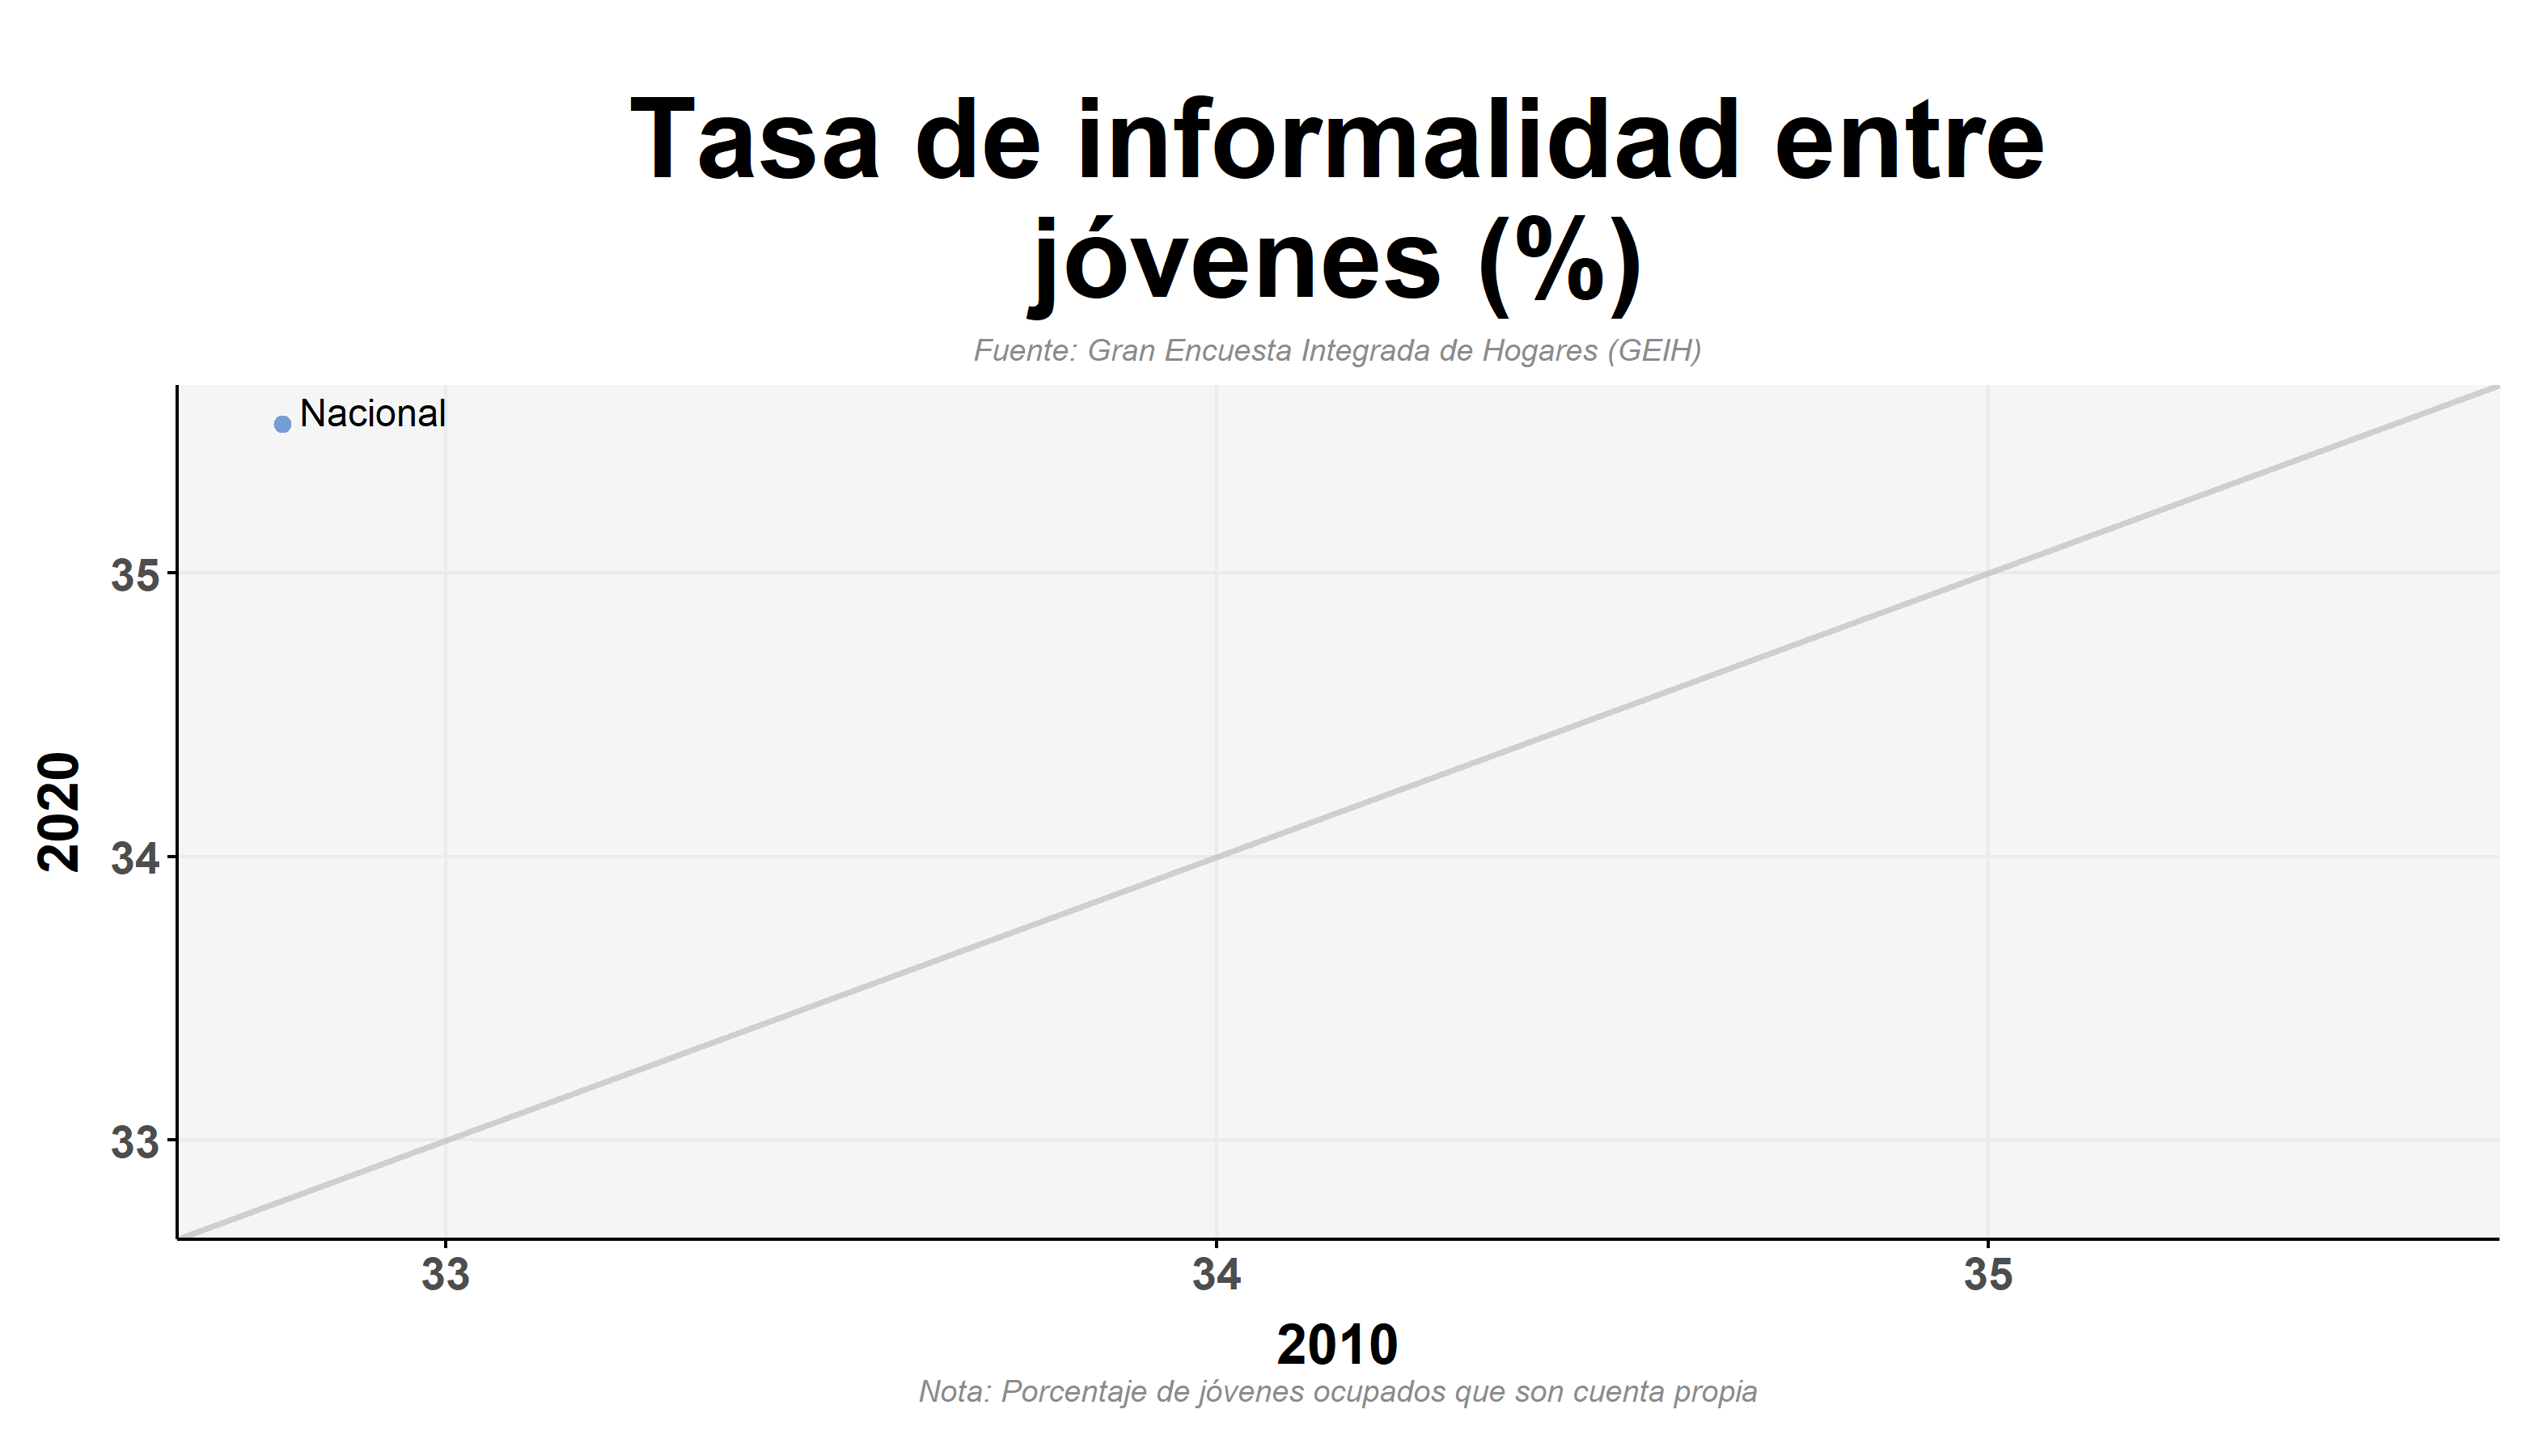 Tasa de informalidad entre
jóvenes (%)
Fuente: Gran Encuesta Integrada de Hogares (GEIH)
Nacional
35
34
33
2020
33
34
35
2010
Nota: Porcentaje de jóvenes ocupados que son cuenta propia